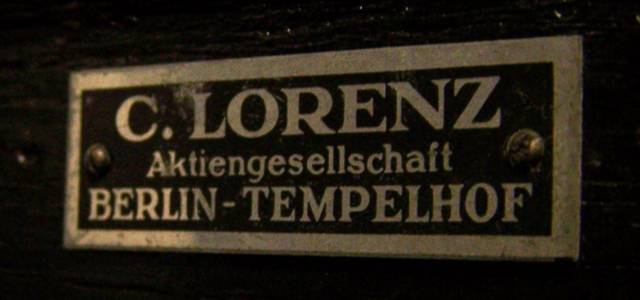 C. LORENZ
Aktiengesellschaft
BERLIN-TEMPELHOF